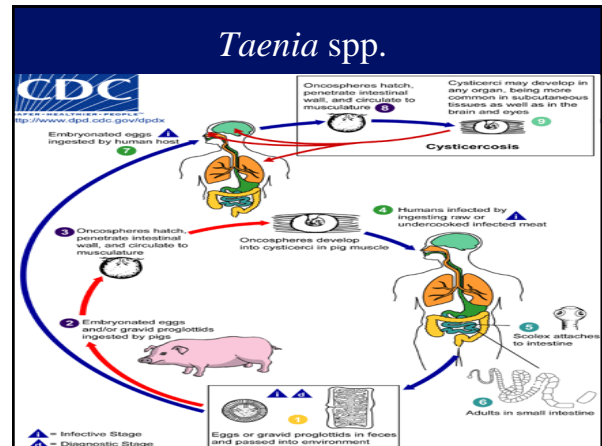 Taenia spp.
CDC
SAFER•HEALTHIER•PEOPLE™
http://www.dpd.cdc.gov/dpdx
Oncospheres hatch,
penetrate intestinal
wall, and circulate to
musculature 8
Cysticerci may develop in
any organ, being more
common in subcutaneous
tissues as well as in the
brain and eyes
9
Cysticercosis
Embryonated eggs i
ingested by human host
7
3 Oncospheres hatch,
penetrate intestinal
wall, and circulate to
musculature
Oncospheres develop
into cysticerci in pig muscle
4 Humans infected by
ingesting raw or
undercooked infected meat
i
2 Embryonated eggs
and/or gravid proglottids
ingested by pigs
5
Scolex attaches
to intestine
6
Adults in small intestine
i d
1
Eggs or gravid proglottids in feces
and passed into environment
i = Infective Stage
d = Diagnostic Stage